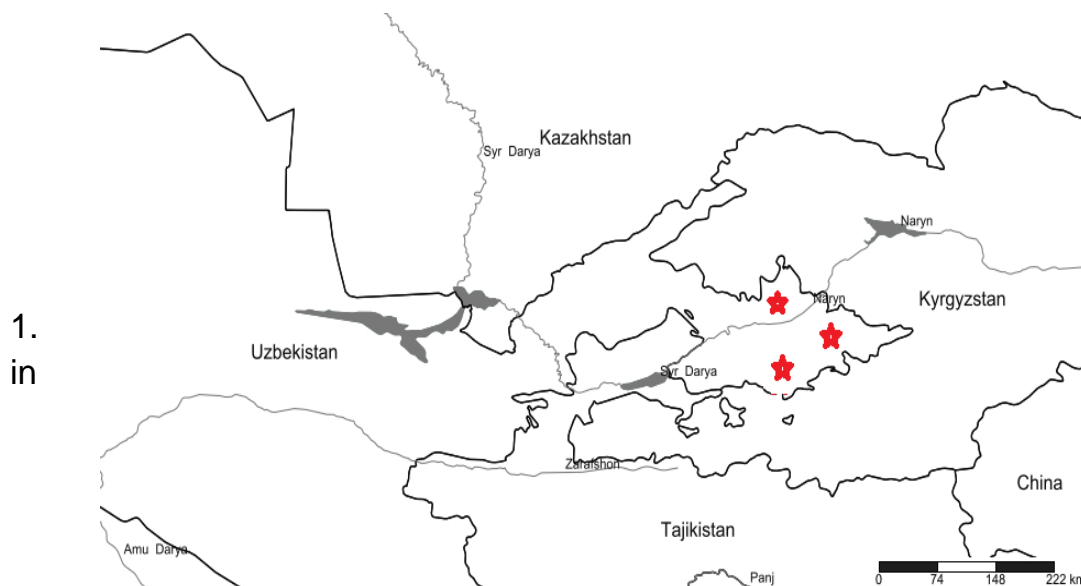 Kazakhstan
Syr Darya
Naryn
Kyrgyzstan
Naryn
1.
in
Uzbekistan
Syr Darya
Zarafshon
China
Tajikistan
Amu Darya
Panj
0 74 148 222 km